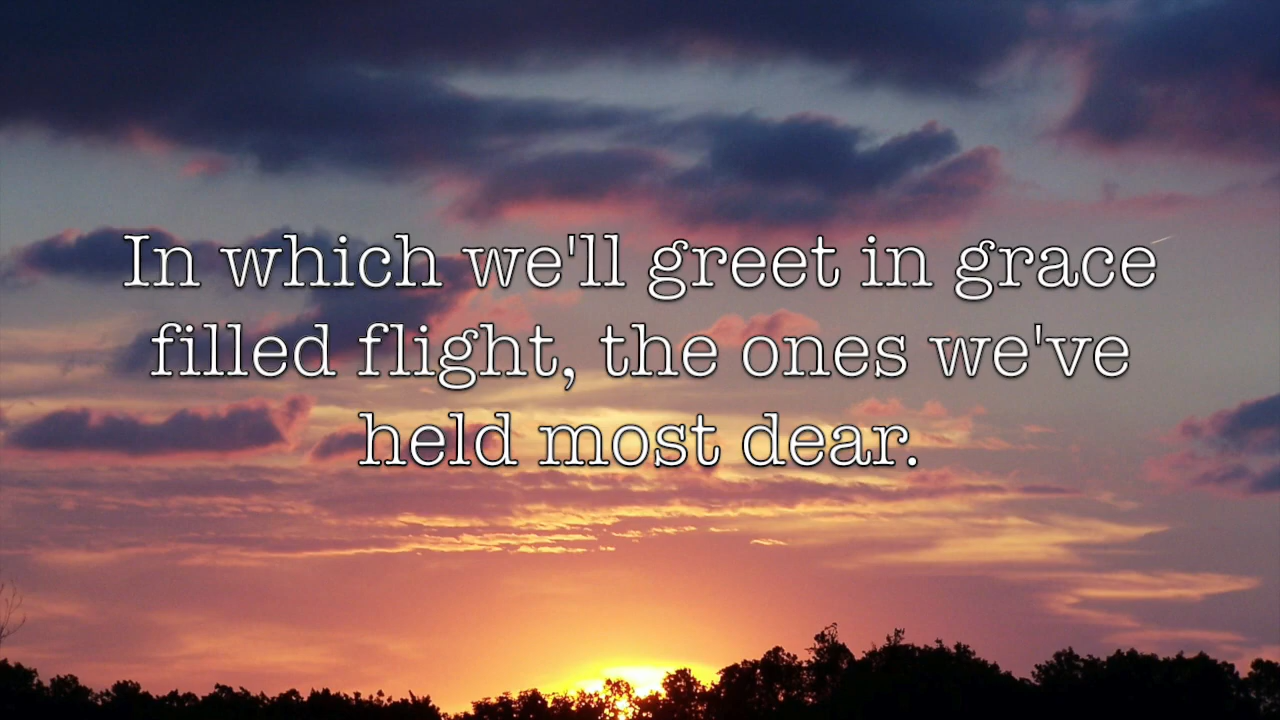 In which we'll greet in grace
filled flight, the ones we've
held most dear.